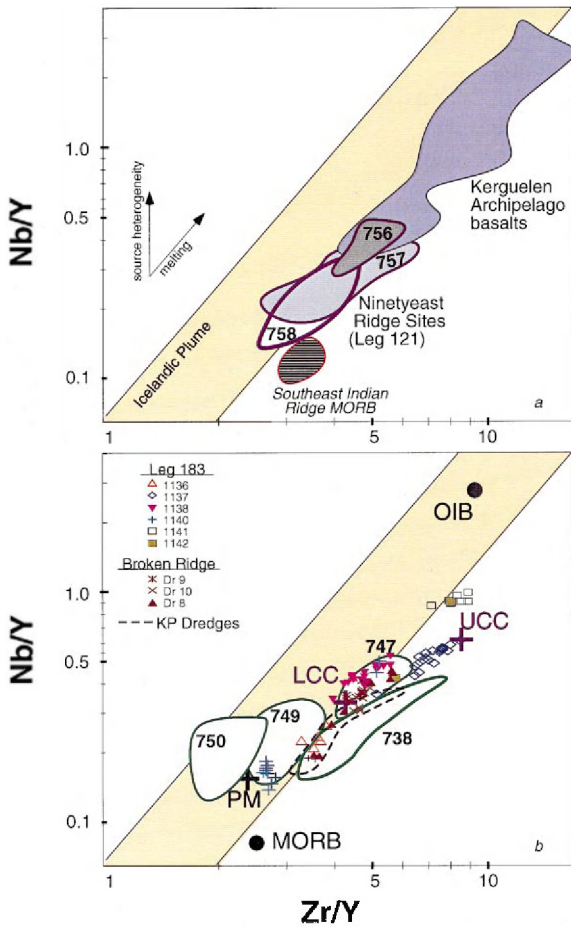 Nb/Y
1.0
0.5
0.1
source heterogeneity
melting
Icelandic Plume
756
757
758
Kerguelen
Archipelago
basalts
Ninetyeast
Ridge Sites
(Leg 121)
Southeast Indian
Ridge MORB
a
1
5
10
Nb/Y
1.0
0.5
0.1
Leg 183
1136
1137
1138
1140
1141
1142
Broken Ridge
Dr 9
Dr 10
Dr 8
KP Dredges
OIB
UCC
LCC
747
749
750
738
PM
MORB
b
1
5
10
Zr/Y